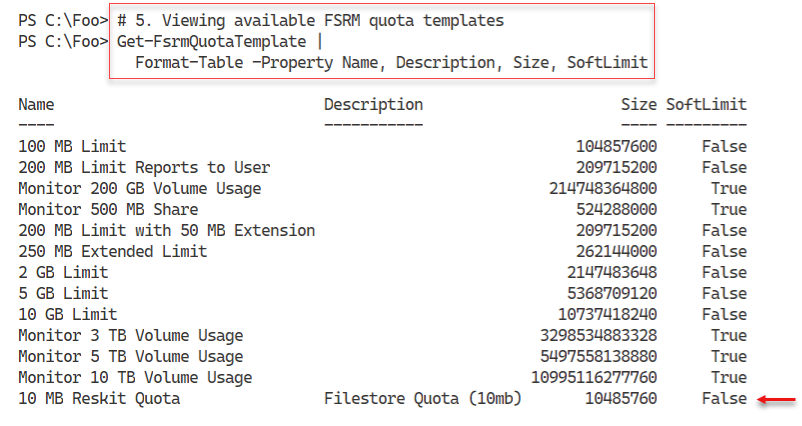 PS C:\Foo> # 5. Viewing available FSRM quota templates
PS C:\Foo> Get-FsrmQuotaTemplate |
Format-Table -Property Name, Description, Size, SoftLimit
Name Description Size SoftLimit
---- ----------- ---- ---------
100 MB Limit 104857600 False
200 MB Limit Reports to User 209715200 False
Monitor 200 GB Volume Usage 214748364800 True
Monitor 500 MB Share 524288000 True
200 MB Limit with 50 MB Extension 209715200 False
250 MB Extended Limit 262144000 False
2 GB Limit 2147483648 False
5 GB Limit 5368709120 False
10 GB Limit 10737418240 False
Monitor 3 TB Volume Usage 3298534883328 True
Monitor 5 TB Volume Usage 5497558138880 True
Monitor 10 TB Volume Usage 10995116277760 True
10 MB Reskit Quota Filestore Quota (10mb) 10485760 False